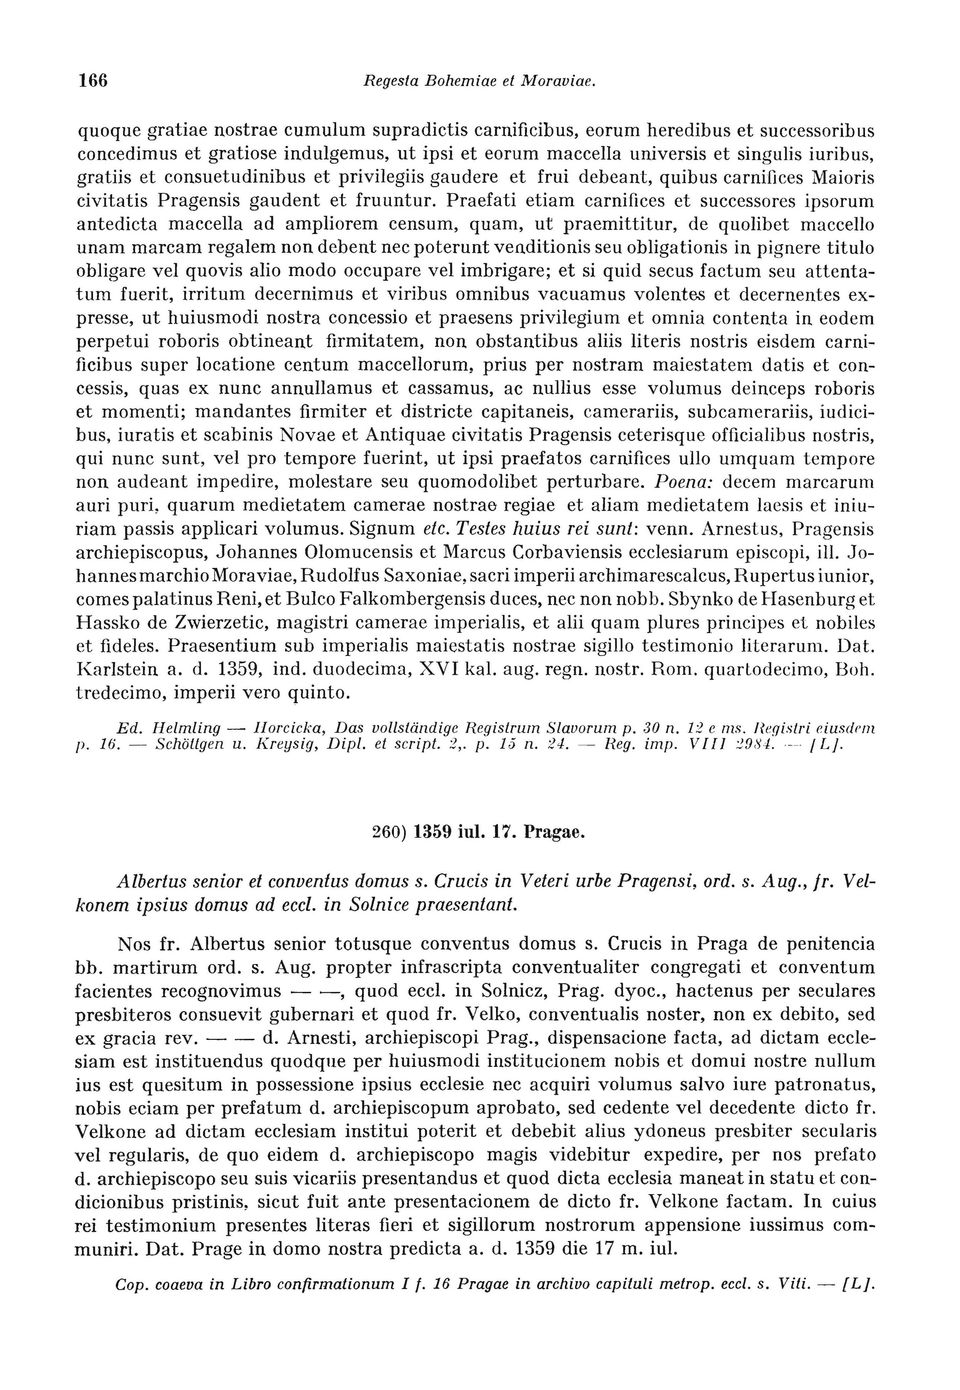 166 Regesta Bohemiae et Moraviae.
quoque gratiae nostrae cumulum supradictis carnificibus, eorum heredibus et successoribus
concedimus et gratiose indulgemus, ut ipsi et eorum maccella universis et singulis iuribus,
gratiis et consuetudinibus et privilegiis gaudere et frui debeant, quibus carnifices Maioris
civitatis Pragensis gaudent et fruuntur. Praefati etiam carnifices et successores ipsorum
antedicta maccella ad ampliorem censum, quam, ut praemittitur, de quolibet maccello
unam marcam regalem non debent nec poterunt venditionis seu obligationis in pignere titulo
obligare vel quovis alio modo occupare vel imbrigare; et si quid secus factum seu attenta-
tum fuerit, irritum decernimus et viribus omnibus vacuamus volentes et decernentes ex-
presse, ut huiusmodi nostra concessio et praesens privilegium et omnia contenta in eodem
perpetui roboris obtineant firmitatem, non obstantibus aliis literis nostris eisdem carni-
ficibus super locatione centum maccellorum, prius per nostram maiestatem datis et con-
cessis, quas ex nunc annullamus et cassamus, ac nullius esse volumus deinceps roboris
et momenti; mandantes firmiter et districte capitaneis, camerariis, subcamerariis, iudici-
bus, iuratis et scabinis Novae et Antiquae civitatis Pragensis ceterisque officialibus nostris,
qui nunc sunt, vel pro tempore fuerint, ut ipsi praefatos carnifices ullo umquam tempore
non audeant impedire, molestare seu quomodolibet perturbare. Poena: decem marcarum
auri puri, quarum medietatem camerae nostrae regiae et aliam medietatem laesis et iniu-
riam passis applicari volumus. Signum etc. Testes huius rei sunt: venn. Arnestus, Pragensis
archiepiscopus, Johannes Olomucensis et Marcus Corbaviensis ecclesiarum episcopi, ill. Jo-
hannes marchio Moraviae, Rudolfus Saxoniae, sacri imperii archimarescalcus, Rupertus iunior,
comes palatinus Reni, et Bulco Falkombergensis duces, nec non nobb. Sbynko de Hasenburg et
Hassko de Zwierzetic, magistri camerae imperialis, et alii quam plures principes et nobiles
et fideles. Praesentium sub imperialis maiestatis nostrae sigillo testimonio literarum. Dat.
Karlstein a. d. 1359, ind. duodecima, XVI kal. aug. regn. nostr. Rom. quartodecimo, Boh.
tredecimo, imperii vero quinto.
Ed. Helmling — Horcicka, Das vollständige Registrum Slavorum p. 30 n. 12 e ms. Registri eiusdem
p. 16. — Schöttgen u. Kreysig, Dipl. et script. 2,. p. 15 n. 24. — Reg. imp. VIII 2984. — [L].
260) 1359 iul. 17. Pragae.
Albertus senior et conventus domus s. Crucis in Veteri urbe Pragensi, ord. s. Aug., fr. Vel-
konem ipsius domus ad eccl. in Solnice praesentant.
Nos fr. Albertus senior totusque conventus domus s. Crucis in Praga de penitencia
bb. martirum ord. s. Aug. propter infrascripta conventualiter congregati et conventum
facientes recognovimus — —, quod eccl. in Solnicz, Prag. dyoc., hactenus per seculares
presbiteros consuevit gubernari et quod fr. Velko, conventualis noster, non ex debito, sed
ex gracia rev. — — d. Arnesti, archiepiscopi Prag., dispensacione facta, ad dictam eccle-
siam est instituendus quodque per huiusmodi institucionem nobis et domui nostre nullum
ius est quesitum in possessione ipsius ecclesie nec acquiri volumus salvo iure patronatus,
nobis eciam per prefatum d. archiepiscopum aprobato, sed cedente vel decedente dicto fr.
Velkone ad dictam ecclesiam institui poterit et debebit alius ydoneus presbiter secularis
vel regularis, de quo eidem d. archiepiscopo magis videbitur expedire, per nos prefato
d. archiepiscopo seu suis vicariis presentandus et quod dicta ecclesia maneat in statu et con-
dicionibus pristinis, sicut fuit ante presentacionem de dicto fr. Velkone factam. In cuius
rei testimonium presentes literas fieri et sigillorum nostrorum appensione iussimus com-
muniri. Dat. Prage in domo nostra predicta a. d. 1359 die 17 m. iul.
Cop. coaeva in Libro confirmationum I f. 16 Pragae in archivo capituli metrop. eccl. s. Viti. — [L].